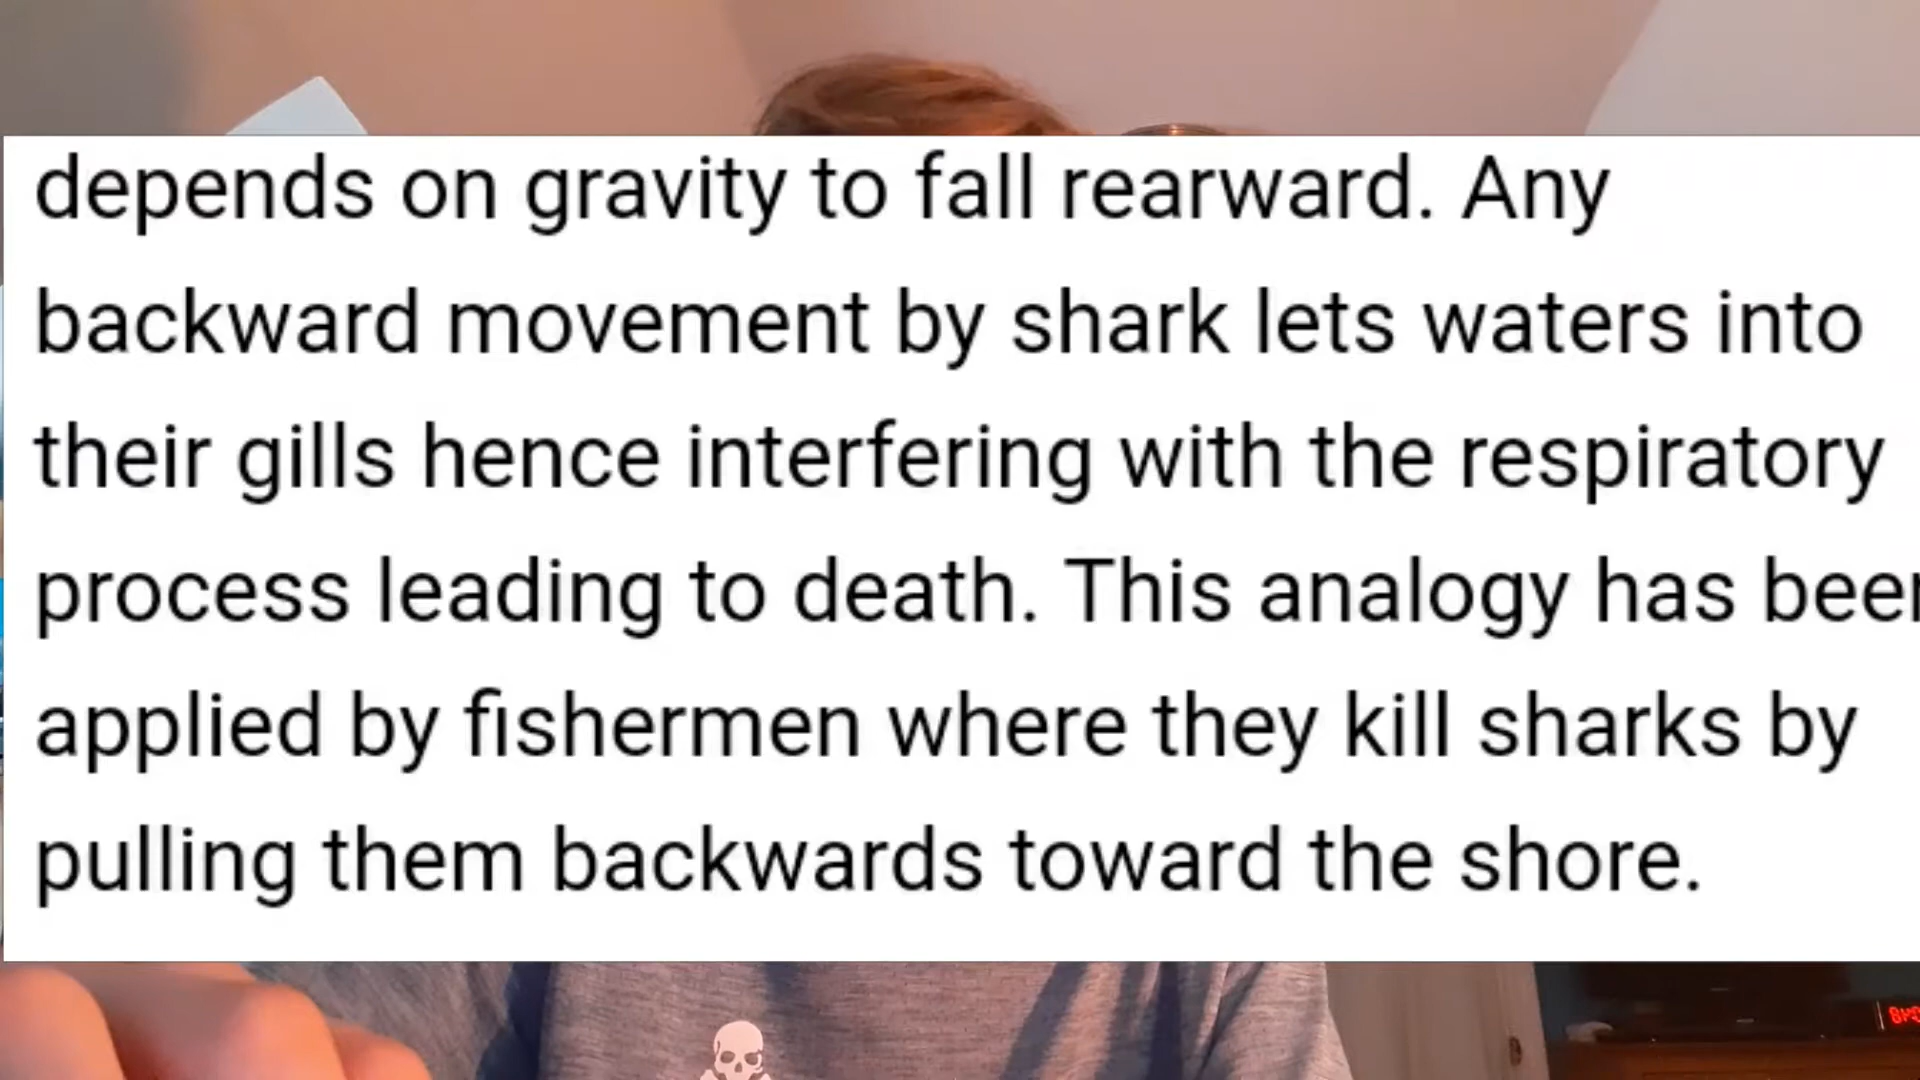 depends on gravity to fall rearward. Any
backward movement by shark lets waters into
their gills hence interfering with the respiratory
process leading to death. This analogy has been
applied by fishermen where they kill sharks by
pulling them backwards toward the shore.